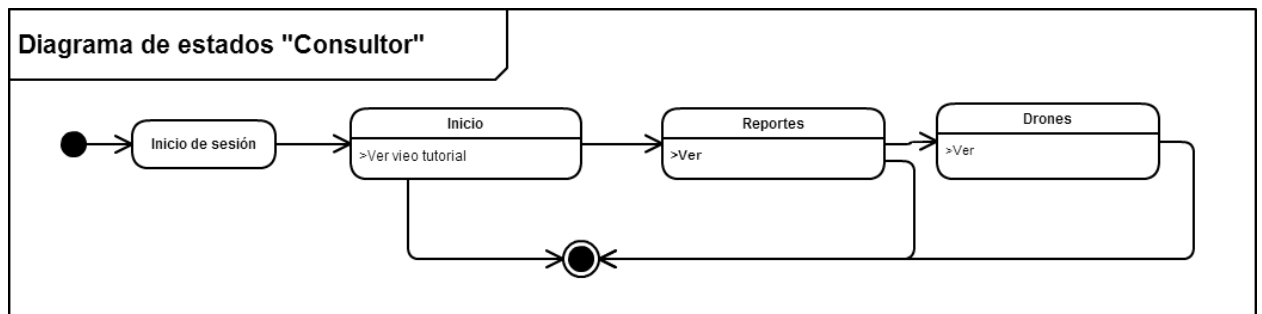 Diagrama de estados "Consultor"
Inicio de sesión
Inicio
>Ver vieo tutorial
Reportes
>Ver
Drones
>Ver